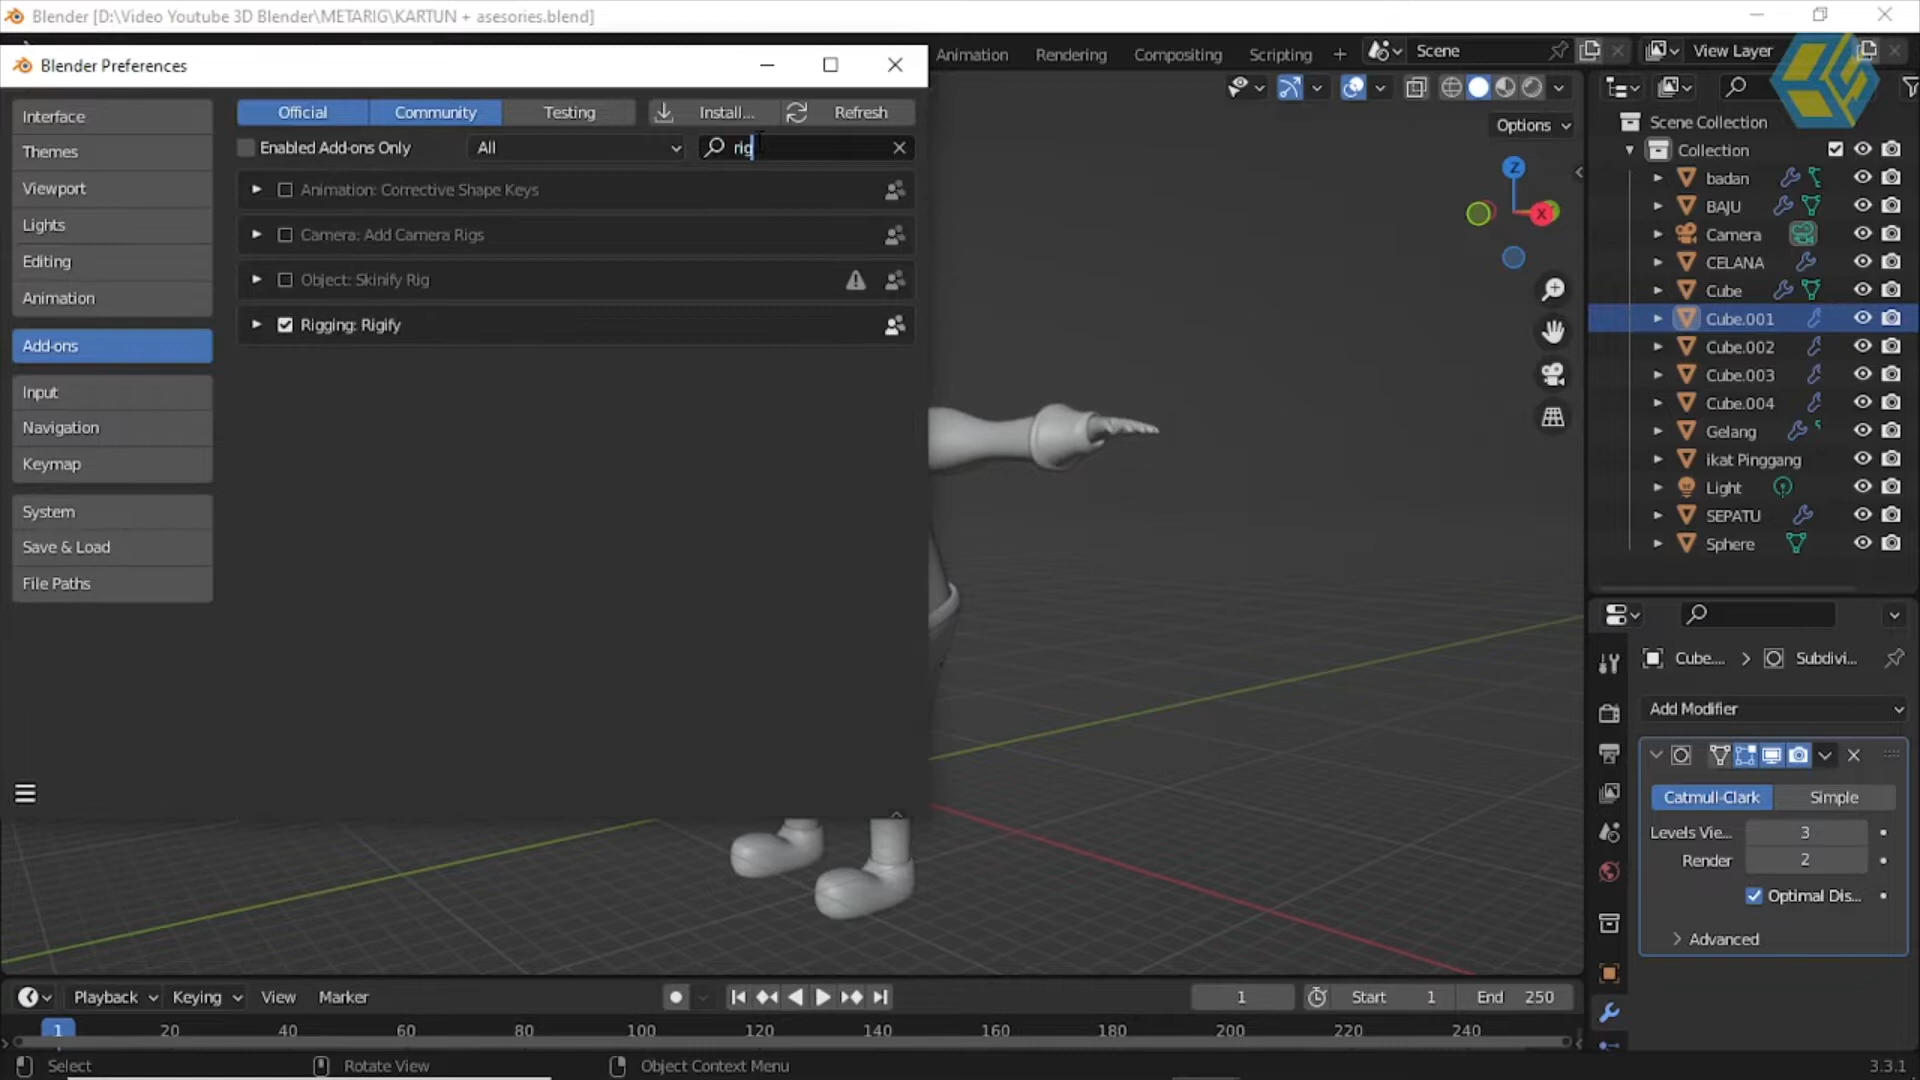 Blender [D:\Video Youtube 3D Blender\METARIG\KARTUN + asesories.blend]
Animation Rendering Compositing Scripting + Scene View Layer
Blender Preferences
Interface
Themes
Viewport
Lights
Editing
Animation
Add-ons
Input
Navigation
Keymap
System
Save & Load
File Paths
Official Community Testing Install... Refresh
Enabled Add-ons Only All rig
Animation: Corrective Shape Keys
Camera: Add Camera Rigs
Object: Skinify Rig
Rigging: Rigify
Options
Z
X
Scene Collection
Collection
badan
BAJU
Camera
CELANA
Cube
Cube.001
Cube.002
Cube.003
Cube.004
Gelang
ikat Pinggang
Light
SEPATU
Sphere
Cube.... > Subdivi...
Add Modifier
Catmull-Clark Simple
Levels Vie... 3
Render 2
Optimal Dis...
Advanced
Playback Keying View Marker 1 Start 1 End 250
1 20 40 60 80 100 120 140 160 180 200 220 240
Select Rotate View Object Context Menu 3.3.1